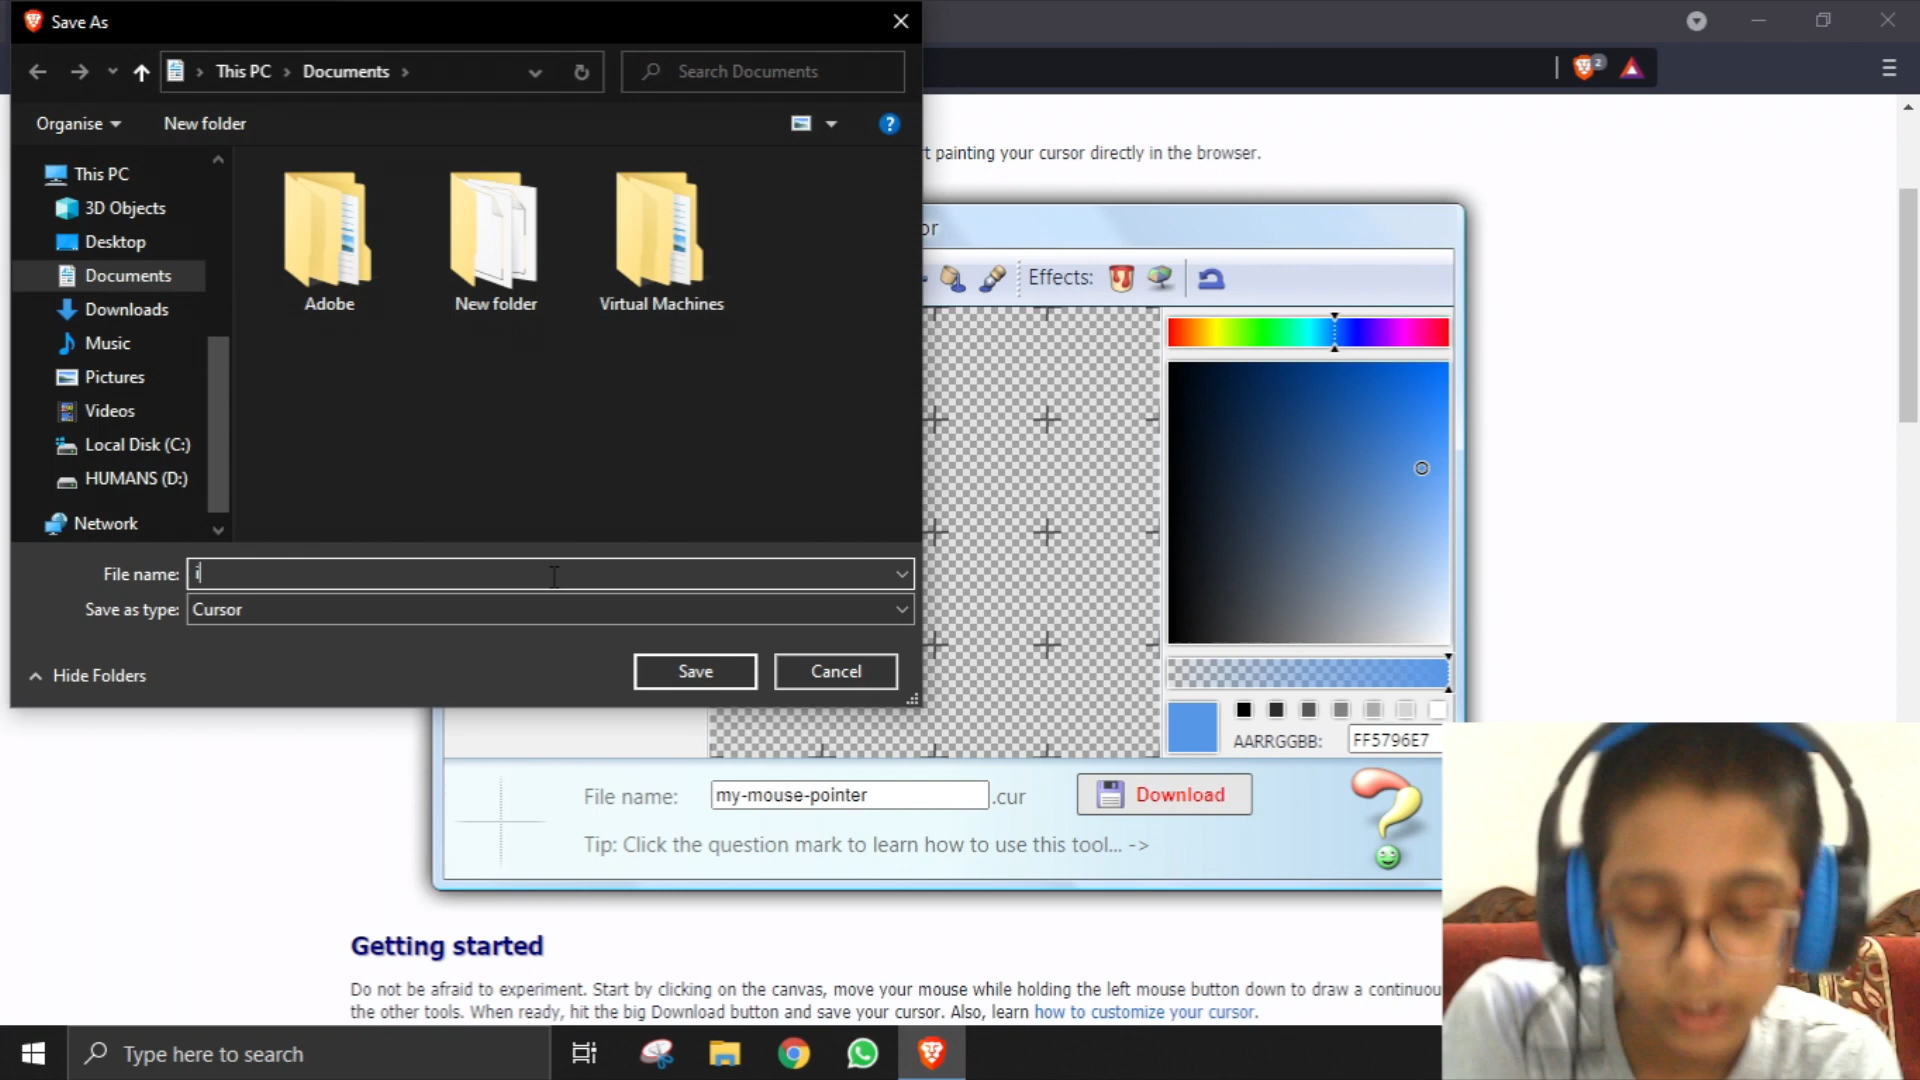 Save As
This PC
Documents
Search Documents
2
Organise
New folder
?
This PC
3D Objects
Desktop
Documents
Downloads
Music
Pictures
Videos
Local Disk (C:)
HUMANS (D:)
Network
Adobe
New folder
Virtual Machines
File name:
i
Save as type:
Cursor
Hide Folders
Save
Cancel
t painting your cursor directly in the browser.
or
Effects:
AARRGGBB:
FF5796E7
File name:
my-mouse-pointer
.cur
Download
Tip: Click the question mark to learn how to use this tool... ->
Getting started
Do not be afraid to experiment. Start by clicking on the canvas, move your mouse while holding the left mouse button down to draw a continuou
the other tools. When ready, hit the big Download button and save your cursor. Also, learn how to customize your cursor.
Type here to search